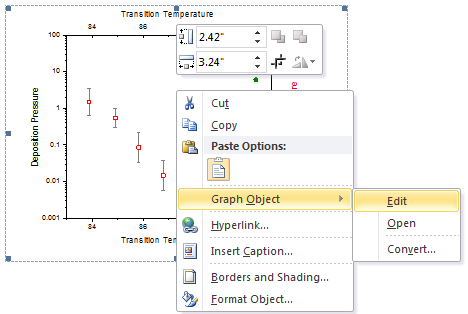 Transition Temperature
84 86
100
10
1
0.1
0.01
0.001
Deposition Pressure
84 86
Transition Tem
2.42"
3.24"
Cut
Copy
Paste Options:
Graph Object
Hyperlink...
Insert Caption...
Borders and Shading...
Format Object...
Edit
Open
Convert...